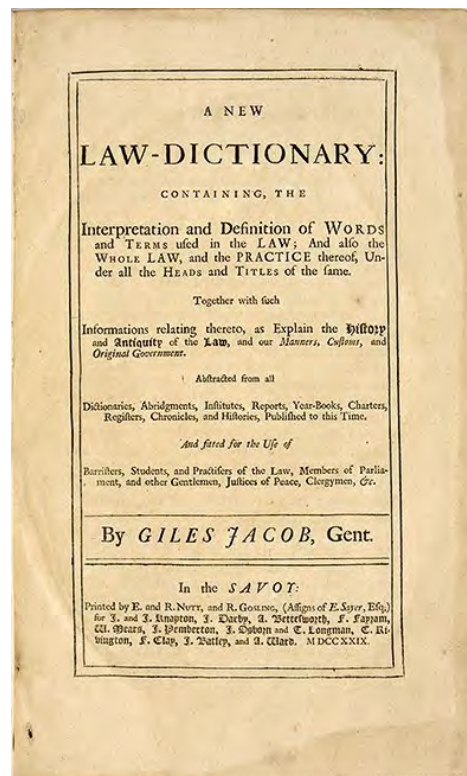 A NEW
LAW-DICTIONARY:
CONTAINING, THE
Interpretation and Definition of WORDS
and TERMS uſed in the LAW; And alſo the
WHOLE LAW, and the PRACTICE thereof, Un-
der all the HEADS and TITLES of the ſame.
Together with ſuch
Informations relating thereto, as Explain the Hiſtory
and Antiquity of the Law, and our Manners, Cuſtoms, and
Original Government.
Abſtracted from all
Dictionaries, Abridgments, Inſtitutes, Reports, Year-Books, Charters,
Regiſters, Chronicles, and Hiſtories, Publiſhed to this Time.
And fitted for the Uſe of
Barriſters, Students, and Practiſers of the Law, Members of Parlia-
ment, and other Gentlemen, Juſtices of Peace, Clergymen, &c.
By GILES JACOB, Gent.
In the SAVOY:
Printed by E. and R. NUTT, and R. GOSLING, (Aſſigns of E. Sayer, Eſq;)
for J. and J. Knapton, J. Darby, A. Betteſworth, F. Fayram,
W. Mears, J. Pemberton, J. Osborn and T. Longman, C. Ri-
vington, F. Clay, J. Batley, and A. Ward. MDCCXXIX.